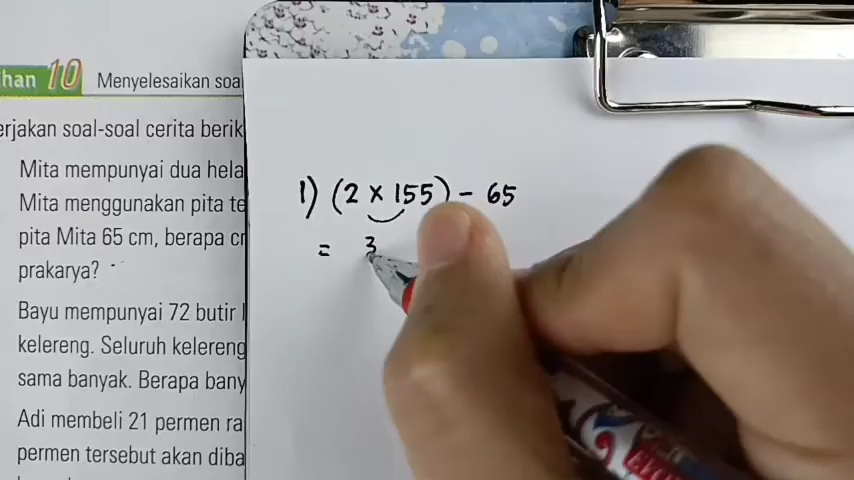 han 10 Menyelesaikan soa
erjakan soal-soal cerita berik
Mita mempunyai dua hela
Mita menggunakan pita te
pita Mita 65 cm, berapa cr
prakarya?
Bayu mempunyai 72 butir
kelereng. Seluruh kelereng
sama banyak. Berapa bany
Adi membeli 21 permen ra
permen tersebut akan diba
1) (2 × 155) - 65
= 3